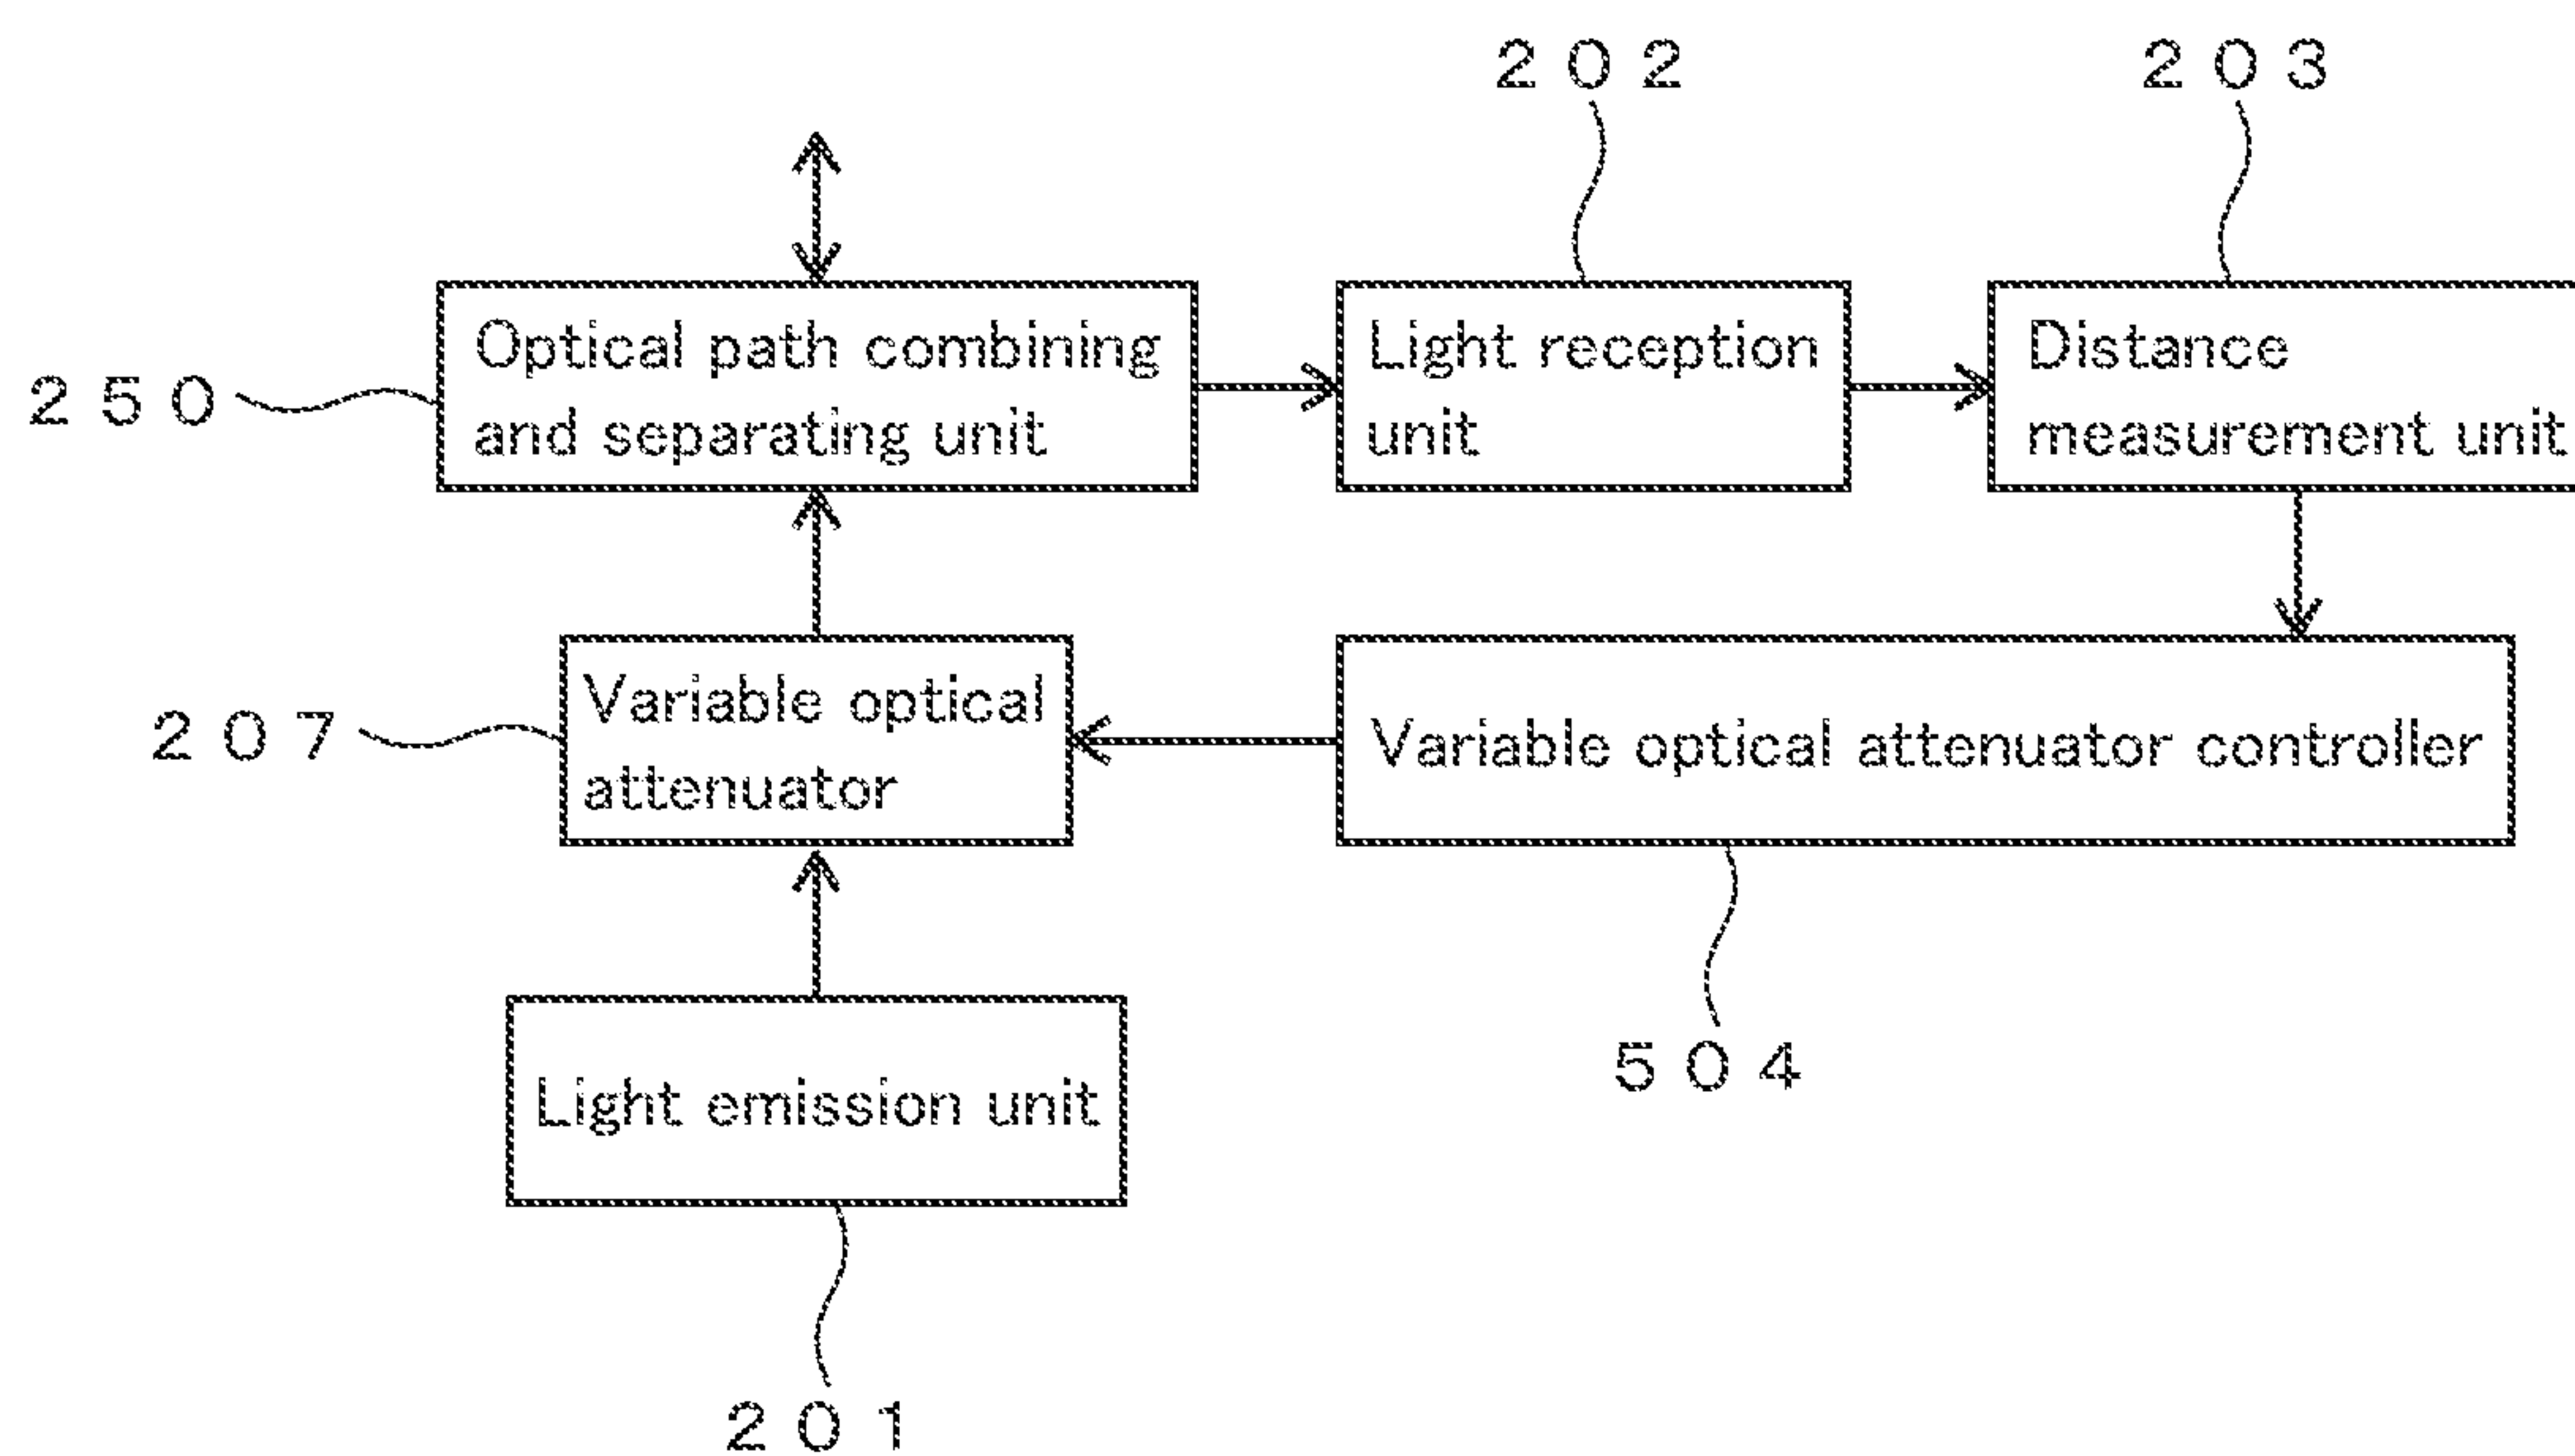 202
203
Optical path combining
and separating unit
Light reception
unit
Distance
measurement unit
250
Variable optical
attenuator
Variable optical attenuator controller
207
504
Light emission unit
201